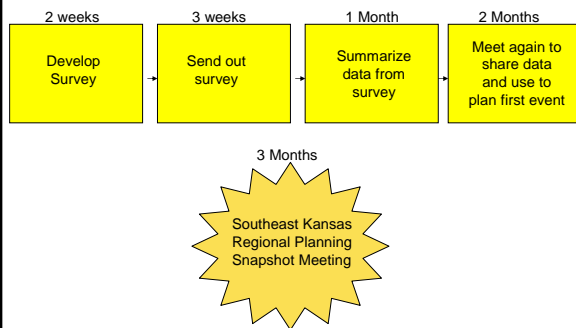 2 weeks
Develop
Survey
3 weeks
Send out
survey
1 Month
Summarize
data from
survey
2 Months
Meet again to
share data
and use to
plan first event
3 Months
Southeast Kansas
Regional Planning
Snapshot Meeting